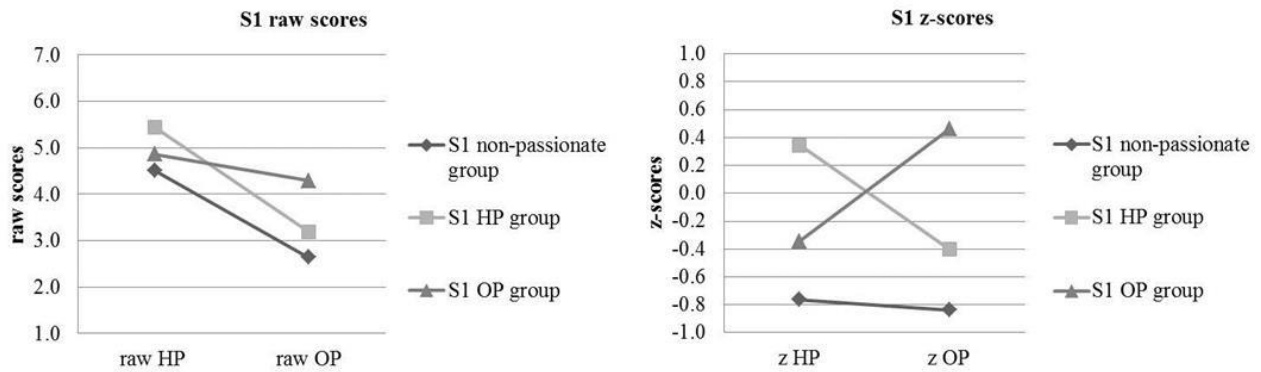 S1 raw scores
7.0
6.0
5.0
4.0
3.0
2.0
1.0
raw scores
raw HP
raw OP
S1 non-passionate
group
S1 HP group
S1 OP group
S1 z-scores
1.0
0.8
0.6
0.4
0.2
0.0
-0.2
-0.4
-0.6
-0.8
-1.0
z-scores
z HP
z OP
S1 non-passionate
group
S1 HP group
S1 OP group